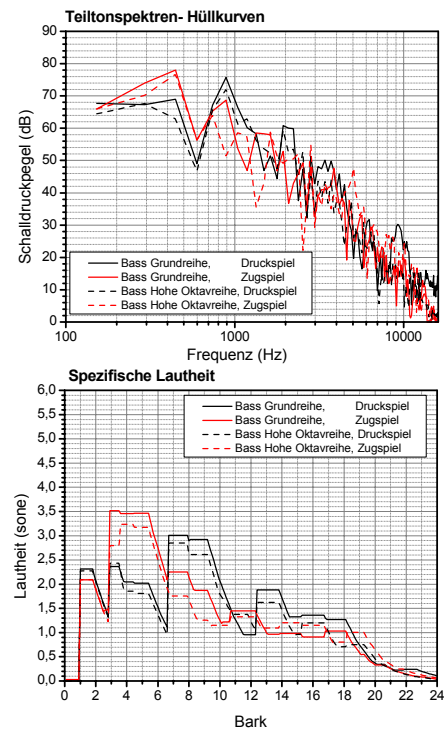 Teiltonspektren- Hüllkurven
90
80
70
60
50
40
30
20
10
0
Schalldruckpegel (dB)
Bass Grundreihe, Druckspiel
Bass Grundreihe, Zugspiel
Bass Hohe Oktavreihe, Druckspiel
Bass Hohe Oktavreihe, Zugspiel
100 1000 10000
Frequenz (Hz)
Spezifische Lautheit
6,0
5,5
5,0
4,5
4,0
3,5
3,0
2,5
2,0
1,5
1,0
0,5
0,0
Lautheit (sone)
Bass Grundreihe, Druckspiel
Bass Grundreihe, Zugspiel
Bass Hohe Oktavreihe, Druckspiel
Bass Hohe Oktavreihe, Zugspiel
0 2 4 6 8 10 12 14 16 18 20 22 24
Bark